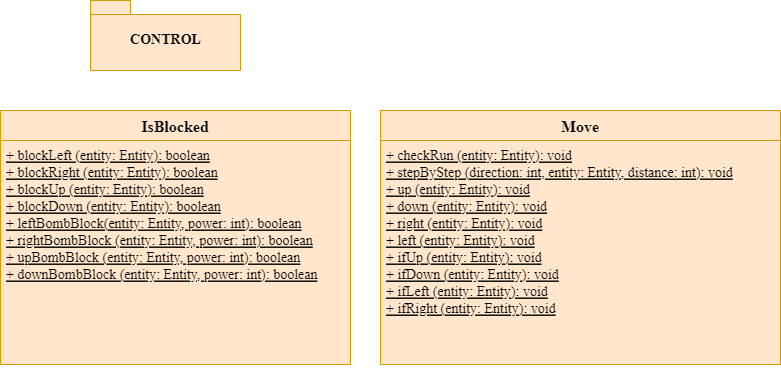 CONTROL
IsBlocked
+ blockLeft (entity: Entity): boolean
+ blockRight (entity: Entity): boolean
+ blockUp (entity: Entity): boolean
+ blockDown (entity: Entity): boolean
+ leftBombBlock(entity: Entity, power: int): boolean
+ rightBombBlock (entity: Entity, power: int): boolean
+ upBombBlock (entity: Entity, power: int): boolean
+ downBombBlock (entity: Entity, power: int): boolean
Move
+ checkRun (entity: Entity): void
+ stepByStep (direction: int, entity: Entity, distance: int): void
+ up (entity: Entity): void
+ down (entity: Entity): void
+ right (entity: Entity): void
+ left (entity: Entity): void
+ ifUp (entity: Entity): void
+ ifDown (entity: Entity): void
+ ifLeft (entity: Entity): void
+ ifRight (entity: Entity): void